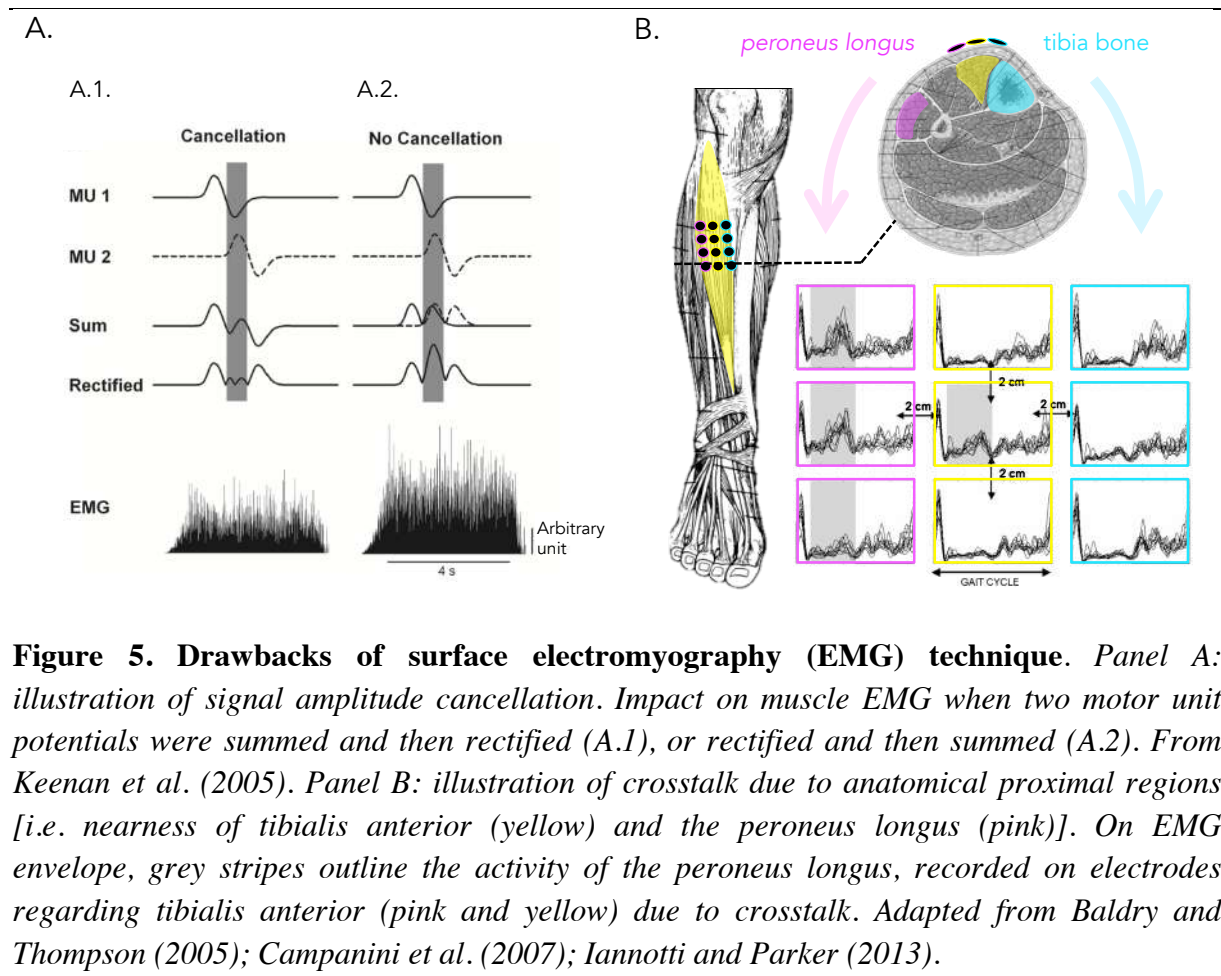 A.
A.1.
A.2.
Cancellation
No Cancellation
MU 1
MU 2
Sum
Rectified
EMG
Arbitrary
unit
4 s
B.
peroneus longus
tibia bone
2 cm
2 cm
2 cm
2 cm
GAIT CYCLE
Figure 5. Drawbacks of surface electromyography (EMG) technique. Panel A:
illustration of signal amplitude cancellation. Impact on muscle EMG when two motor unit
potentials were summed and then rectified (A.1), or rectified and then summed (A.2). From
Keenan et al. (2005). Panel B: illustration of crosstalk due to anatomical proximal regions
[i.e. nearness of tibialis anterior (yellow) and the peroneus longus (pink)]. On EMG
envelope, grey stripes outline the activity of the peroneus longus, recorded on electrodes
regarding tibialis anterior (pink and yellow) due to crosstalk. Adapted from Baldry and
Thompson (2005); Campanini et al. (2007); Iannotti and Parker (2013).